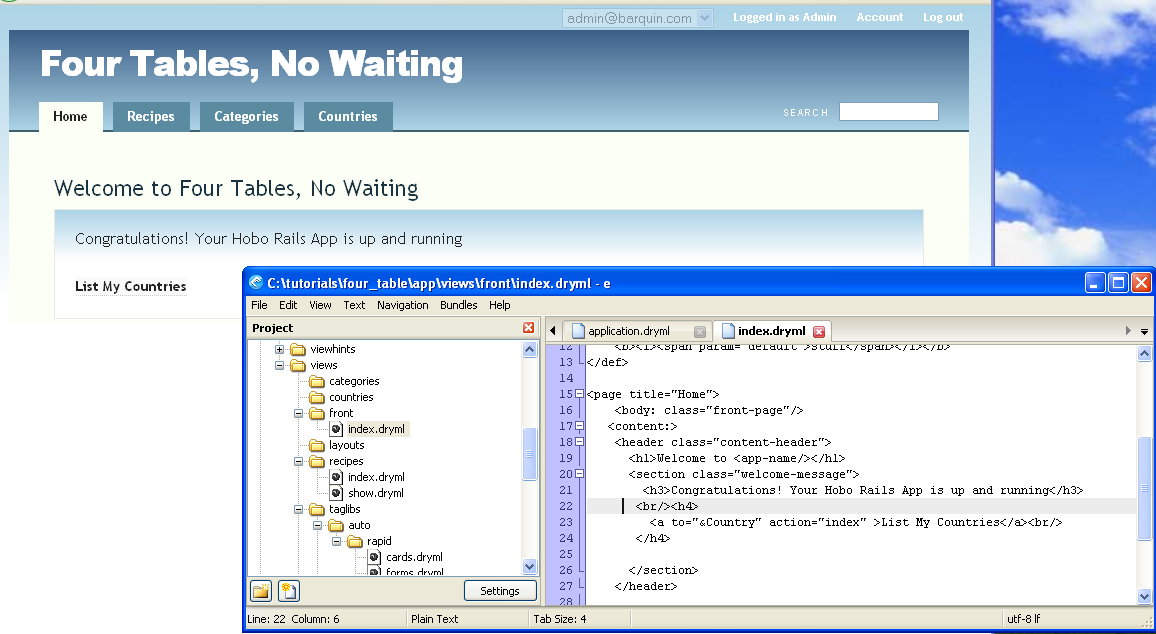 admin@barquin.com Logged in as Admin Account Log out
Four Tables, No Waiting
Home Recipes Categories Countries SEARCH
Welcome to Four Tables, No Waiting
Congratulations! Your Hobo Rails App is up and running
List My Countries
C:\tutorials\four_table\app\views\front\index.dryml - e
File Edit View Text Navigation Bundles Help
Project
viewhints
views
categories
countries
front
index.dryml
layouts
recipes
index.dryml
show.dryml
taglibs
auto
rapid
cards.dryml
forms.dryml
Settings
application.dryml index.dryml
12 <b><i><span param="default">stuff</span></i></b>
13 </def>
14
15 <page title="Home">
16 <body: class="front-page"/>
17 <content:>
18 <header class="content-header">
19 <h1>Welcome to <app-name/></h1>
20 <section class="welcome-message">
21 <h3>Congratulations! Your Hobo Rails App is up and running</h3>
22 <br/><h4>
23 <a to="&Country" action="index" >List My Countries</a><br/>
24 </h4>
25
26 </section>
27 </header>
28
Line: 22 Column: 6 Plain Text Tab Size: 4 utf-8 lf